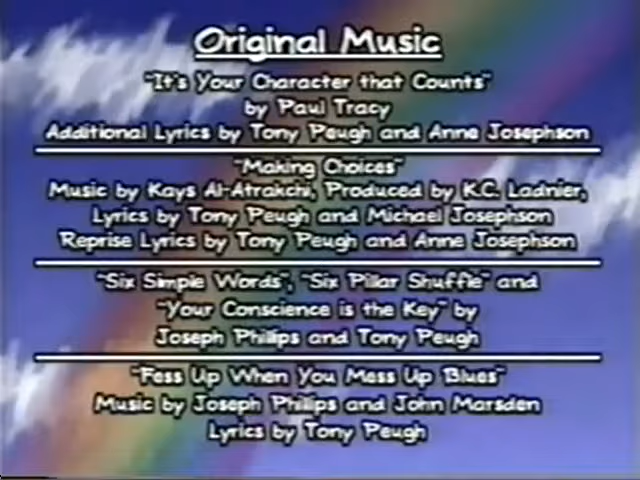 Original Music
"It's Your Character that Counts"
by Paul Tracy
Additional Lyrics by Tony Peugh and Anne Josephson
"Making Choices"
Music by Kays Al-Atrakchi, Produced by K.C. Ladnier,
Lyrics by Tony Peugh and Michael Josephson
Reprise Lyrics by Tony Peugh and Anne Josephson
"Six Simple Words", "Six Pillar Shuffle" and
"Your Conscience is the Key" by
Joseph Phillips and Tony Peugh
"Fess Up When You Mess Up Blues"
Music by Joseph Phillips and John Marsden
Lyrics by Tony Peugh